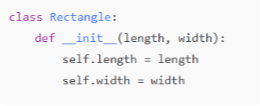 class Rectangle:
    def __init__(length, width):
        self.length = length
        self.width = width